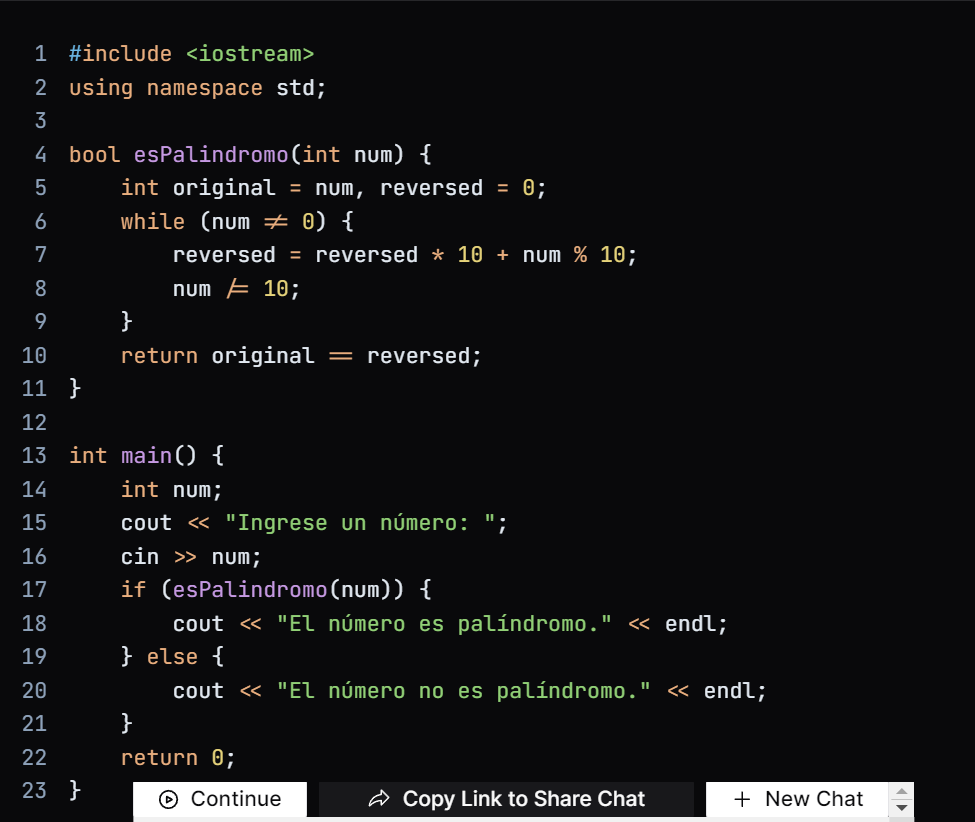 1 #include <iostream>
2 using namespace std;
3
4 bool esPalindromo(int num) {
5     int original = num, reversed = 0;
6     while (num != 0) {
7         reversed = reversed * 10 + num % 10;
8         num /= 10;
9     }
10     return original == reversed;
11 }
12
13 int main() {
14     int num;
15     cout << "Ingrese un número: ";
16     cin >> num;
17     if (esPalindromo(num)) {
18         cout << "El número es palíndromo." << endl;
19     } else {
20         cout << "El número no es palíndromo." << endl;
21     }
22     return 0;
23 }
Continue Copy Link to Share Chat + New Chat